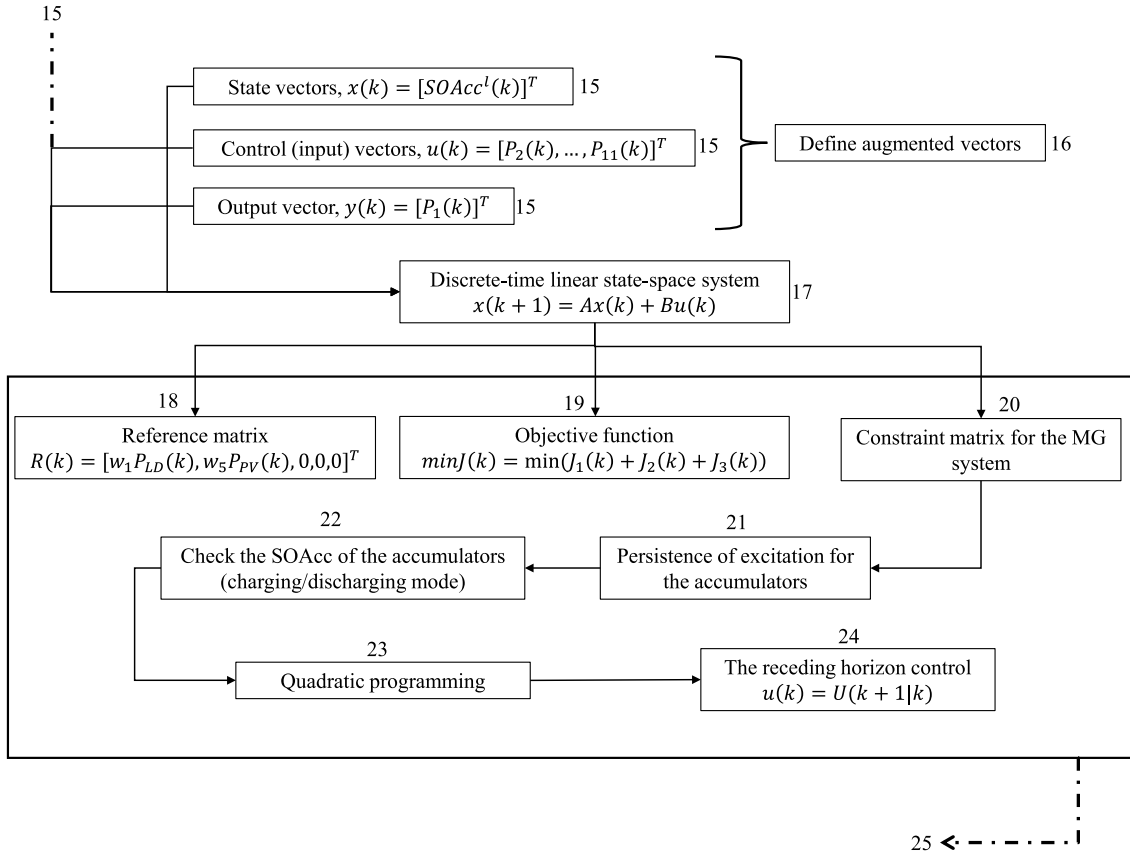 15
State vectors, x(k) = [SOAcc^l(k)]^T
15
Control (input) vectors, u(k) = [P_2(k), … , P_11(k)]^T
15
Define augmented vectors
16
Output vector, y(k) = [P_1(k)]^T
15
Discrete-time linear state-space system
x(k + 1) = Ax(k) + Bu(k)
17
18
Reference matrix
R(k) = [w_1P_LD(k), w_5P_PV(k), 0,0,0]^T
19
Objective function
minJ(k) = min(J_1(k) + J_2(k) + J_3(k))
20
Constraint matrix for the MG
system
22
Check the SOAcc of the accumulators
(charging/discharging mode)
21
Persistence of excitation for
the accumulators
23
Quadratic programming
24
The receding horizon control
u(k) = U(k + 1|k)
25